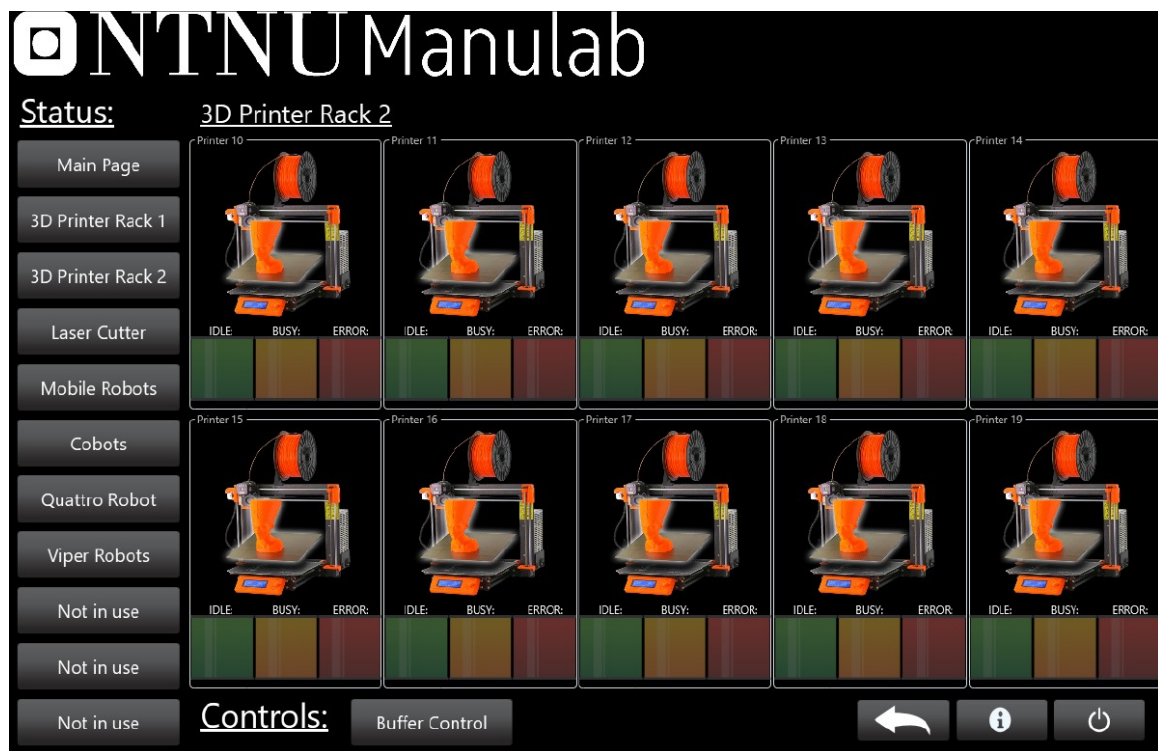 NTNU Manulab
Status:
3D Printer Rack 2
Main Page
3D Printer Rack 1
3D Printer Rack 2
Laser Cutter
Mobile Robots
Cobots
Quattro Robot
Viper Robots
Not in use
Not in use
Not in use
Printer 10
IDLE: BUSY: ERROR:
Printer 11
IDLE: BUSY: ERROR:
Printer 12
IDLE: BUSY: ERROR:
Printer 13
IDLE: BUSY: ERROR:
Printer 14
IDLE: BUSY: ERROR:
Printer 15
IDLE: BUSY: ERROR:
Printer 16
IDLE: BUSY: ERROR:
Printer 17
IDLE: BUSY: ERROR:
Printer 18
IDLE: BUSY: ERROR:
Printer 19
IDLE: BUSY: ERROR:
Controls:
Buffer Control